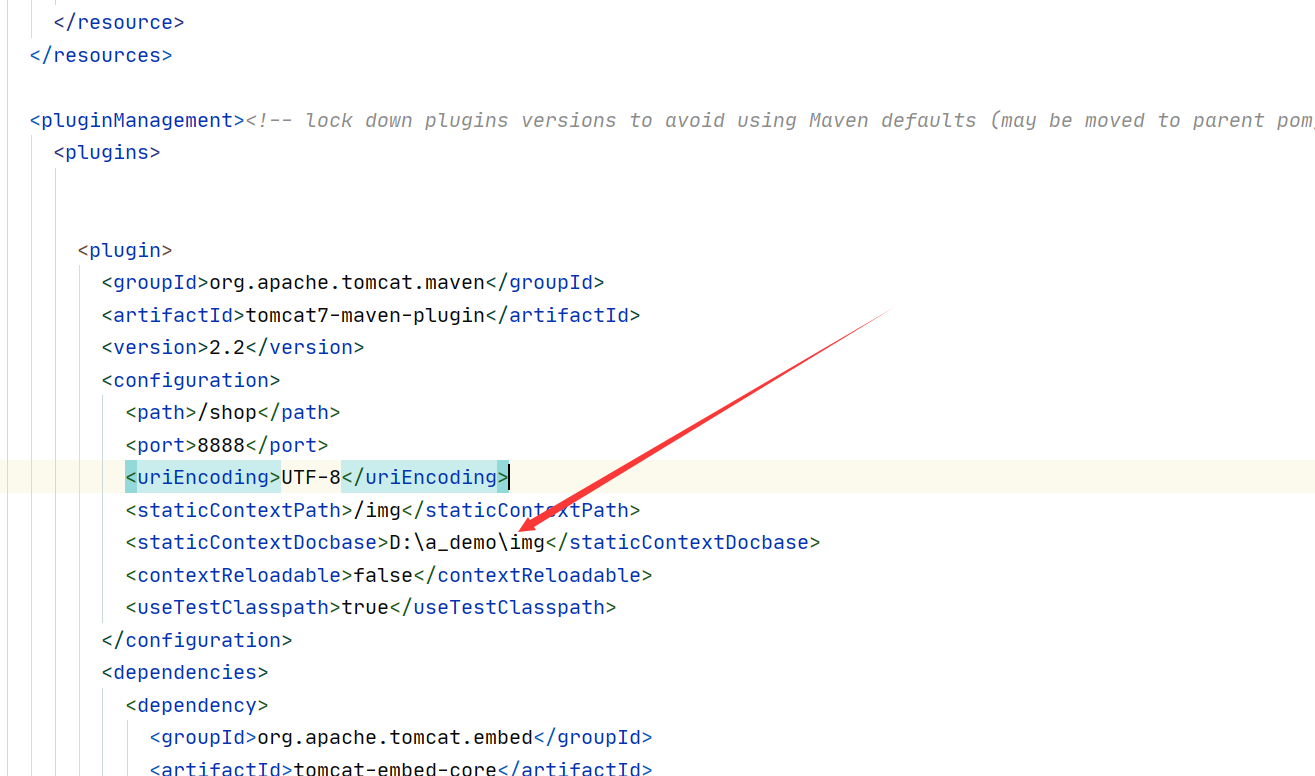 </resource>
</resources>
<pluginManagement><!-- lock down plugins versions to avoid using Maven defaults (may be moved to parent pom)
<plugins>
<plugin>
<groupId>org.apache.tomcat.maven</groupId>
<artifactId>tomcat7-maven-plugin</artifactId>
<version>2.2</version>
<configuration>
<path>/shop</path>
<port>8888</port>
<uriEncoding>UTF-8</uriEncoding>
<staticContextPath>/img</staticContextPath>
<staticContextDocbase>D:\a_demo\img</staticContextDocbase>
<contextReloadable>false</contextReloadable>
<useTestClasspath>true</useTestClasspath>
</configuration>
<dependencies>
<dependency>
<groupId>org.apache.tomcat.embed</groupId>
<artifactId>tomcat-embed-core</artifactId>